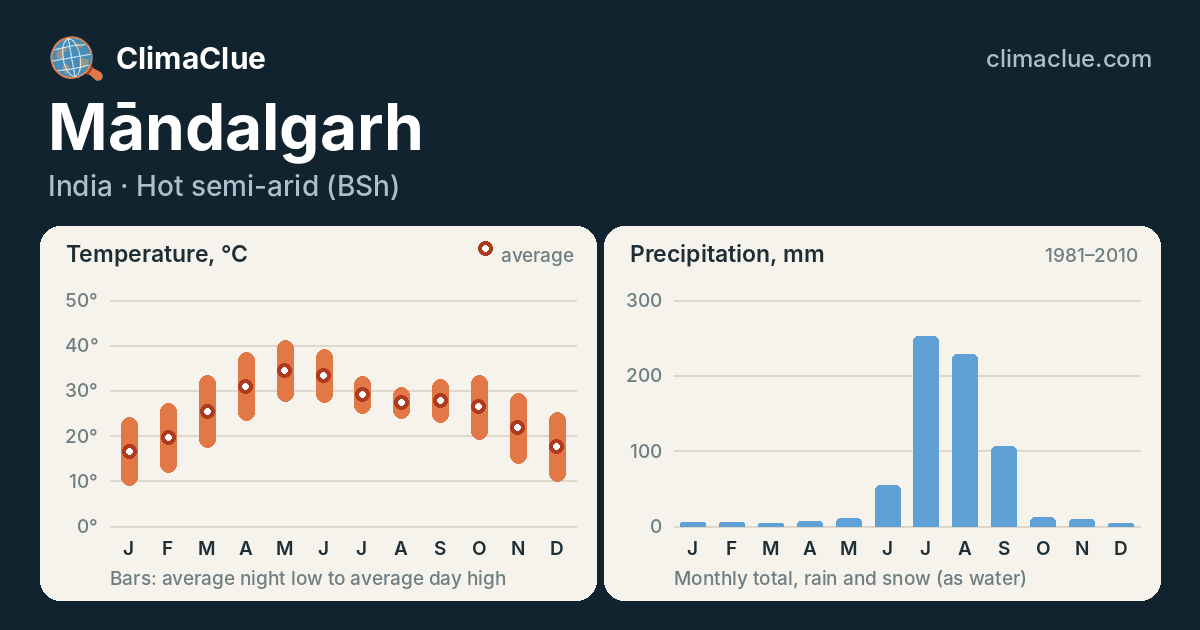 ClimaClue
climaclue.com
Māndalgarh
India · Hot semi-arid (BSh)
Temperature, °C
average
50°
40°
30°
20°
10°
0°
J F M A M J J A S O N D
Bars: average night low to average day high
Precipitation, mm
1981–2010
300
200
100
0
J F M A M J J A S O N D
Monthly total, rain and snow (as water)